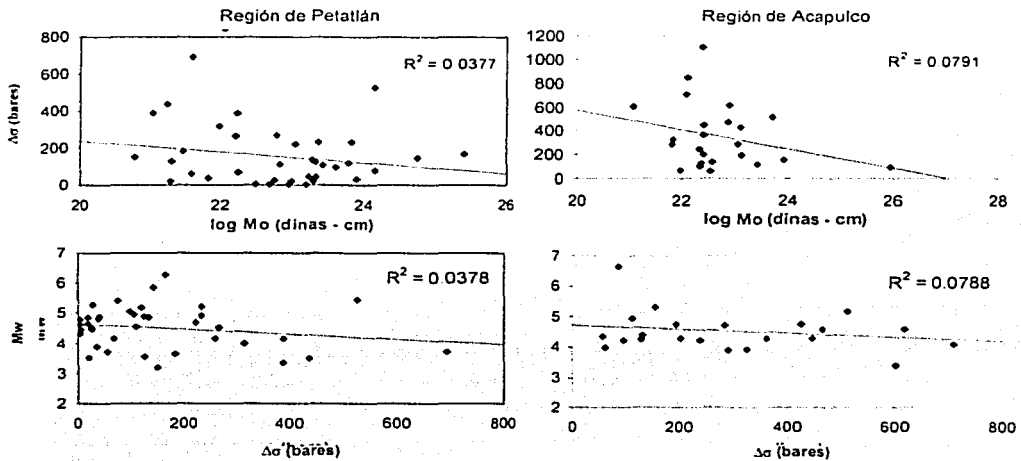 Región de Petatlán
800
600
400
200
0
Δσ (bares)
R² = 0.0377
20 21 22 23 24 25 26
log Mo (dinas - cm)
Región de Acapulco
1200
1000
800
600
400
200
0
R² = 0.0791
20 22 24 26 28
log Mo (dinas - cm)
7
6
5
4
3
2
Mw
R² = 0.0378
0 200 400 600 800
Δσ (bares)
7
6
5
4
3
2
R² = 0.0788
0 200 400 600 800
Δσ (bares)